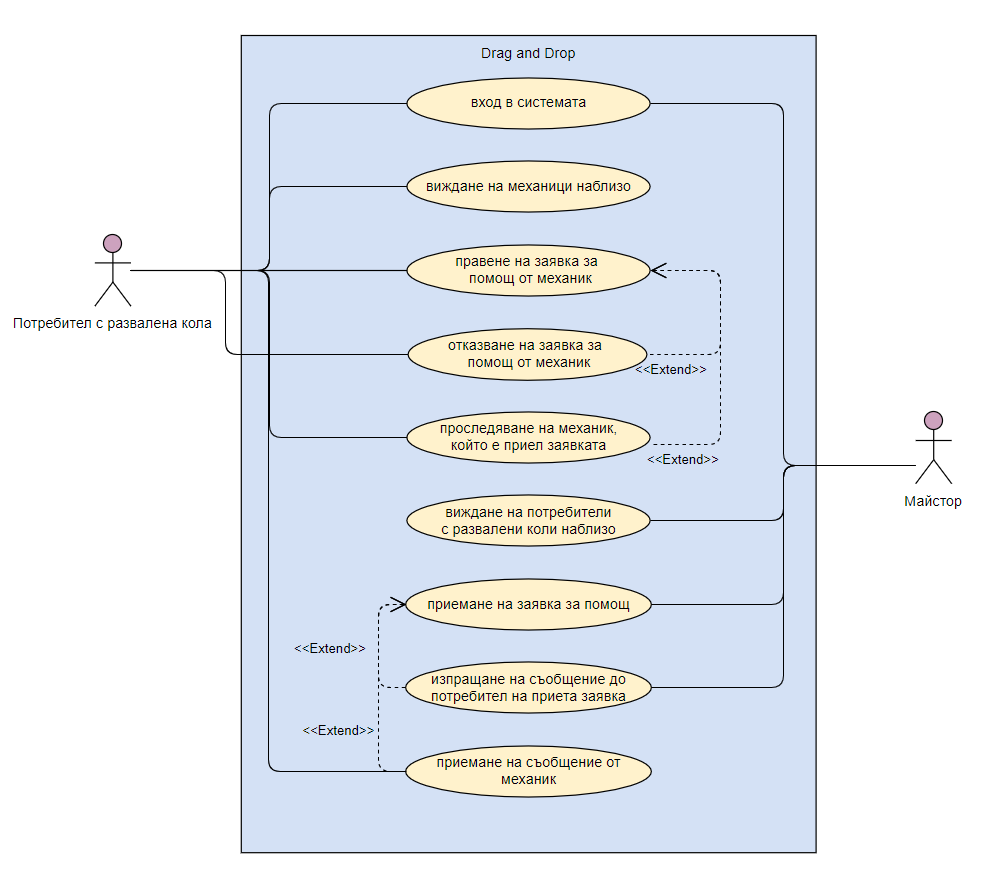 Drag and Drop
вход в системата
виждане на механици наблизо
правене на заявка за
помощ от механик
Потребител с развалена кола
отказване на заявка за
помощ от механик
<<Extend>>
проследяване на механик,
който е приел заявката
<<Extend>>
Майстор
виждане на потребители
с развалени коли наблизо
приемане на заявка за помощ
<<Extend>>
изпращане на съобщение до
потребител на приета заявка
<<Extend>>
приемане на съобщение от
механик